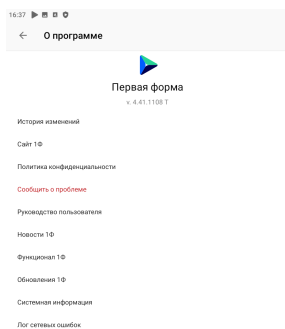 16:37
О программе
Первая форма
v. 4.41.1108 T
История изменений
Сайт 1Ф
Политика конфиденциальности
Сообщить о проблеме
Руководство пользователя
Новости 1Ф
Функционал 1Ф
Обновления 1Ф
Системная информация
Лог сетевых ошибок